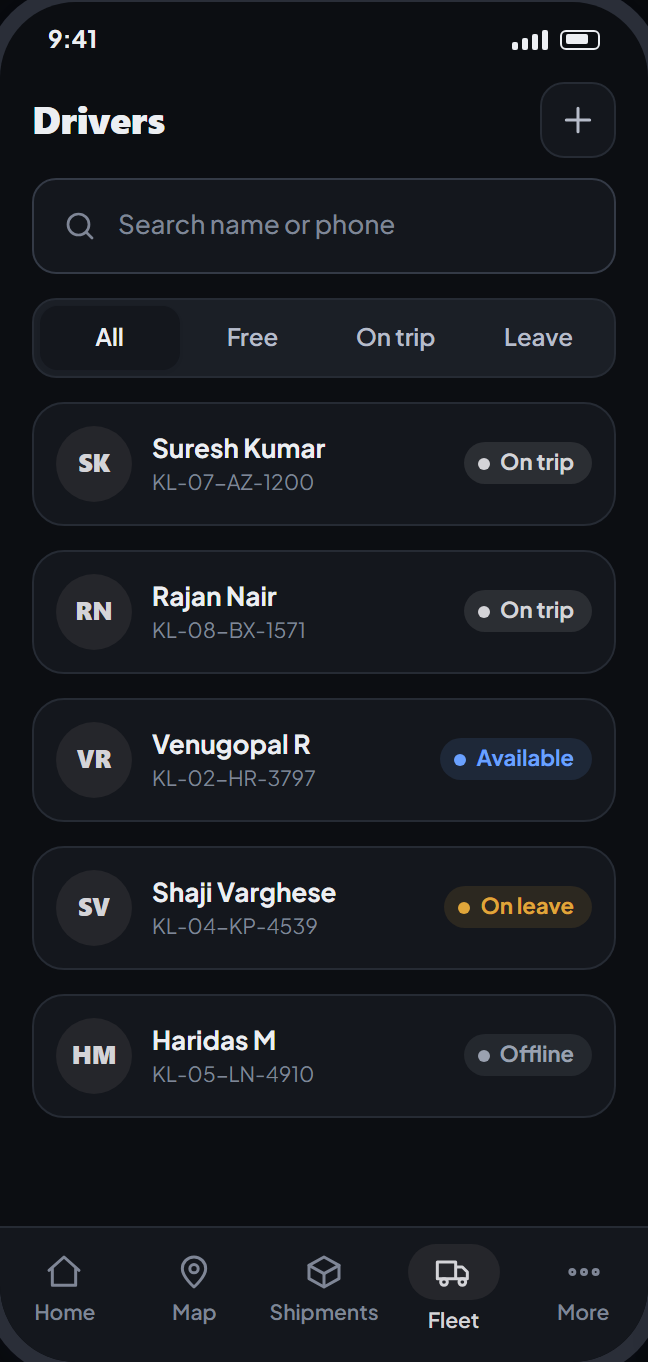 9:41
Drivers
Search name or phone
All Free On trip Leave
SK Suresh Kumar On trip
KL-07-AZ-1200
RN Rajan Nair On trip
KL-08-BX-1571
VR Venugopal R Available
KL-02-HR-3797
SV Shaji Varghese On leave
KL-04-KP-4539
HM Haridas M Offline
KL-05-LN-4910
Home Map Shipments Fleet More